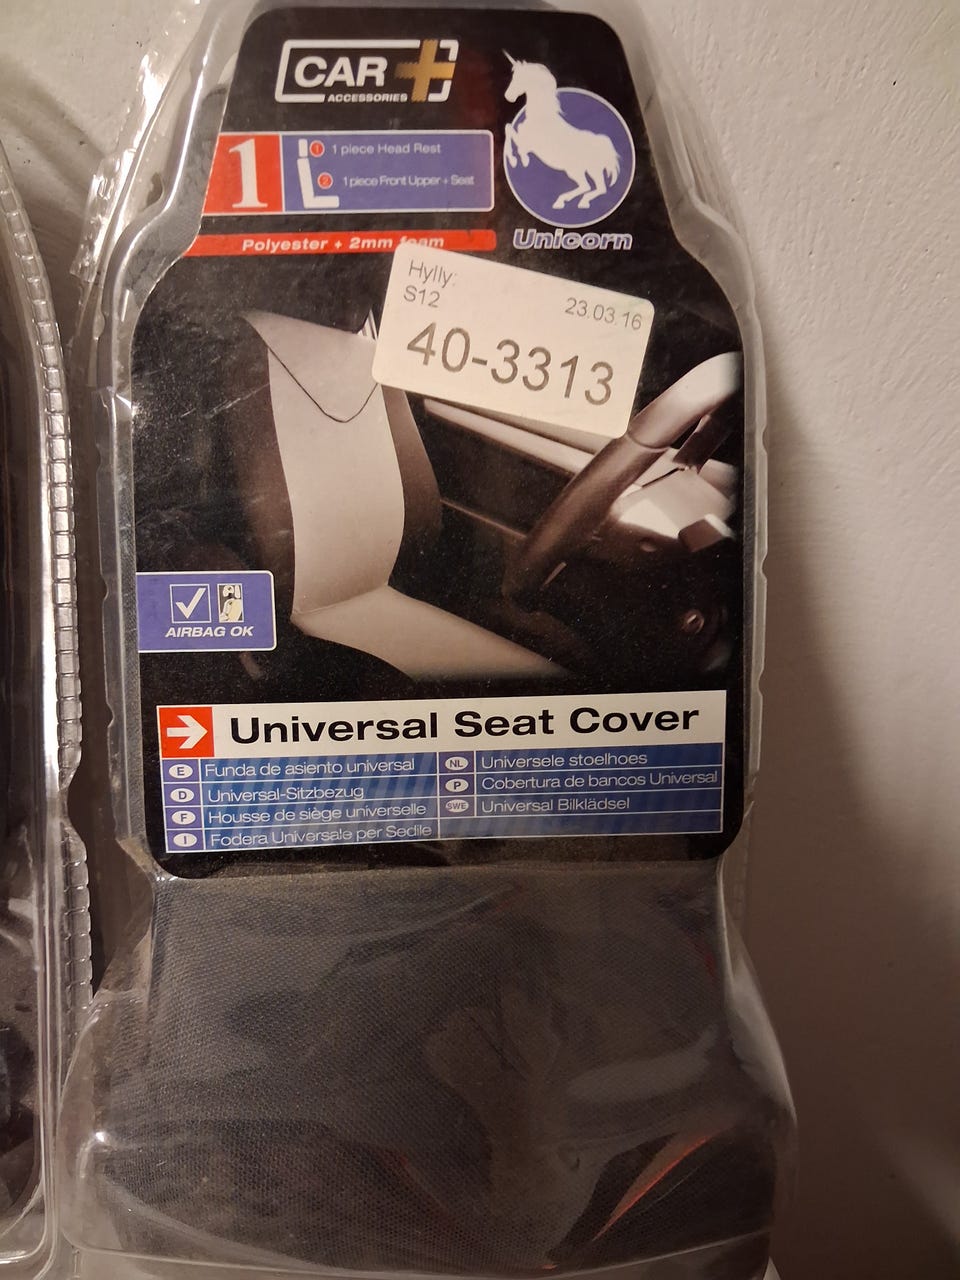 CAR+
ACCESSORIES
1
1 1 piece Head Rest
2 1 piece Front Upper + Seat
Unicorn
Polyester + 2mm foam
Hylly:
S12
23.03.16
40-3313
AIRBAG OK
Universal Seat Cover
E Funda de asiento universal
D Universal-Sitzbezug
F Housse de siège universelle
I Fodera Universale per Sedile
NL Universele stoelhoes
P Cobertura de bancos Universal
SWE Universal Bilklädsel